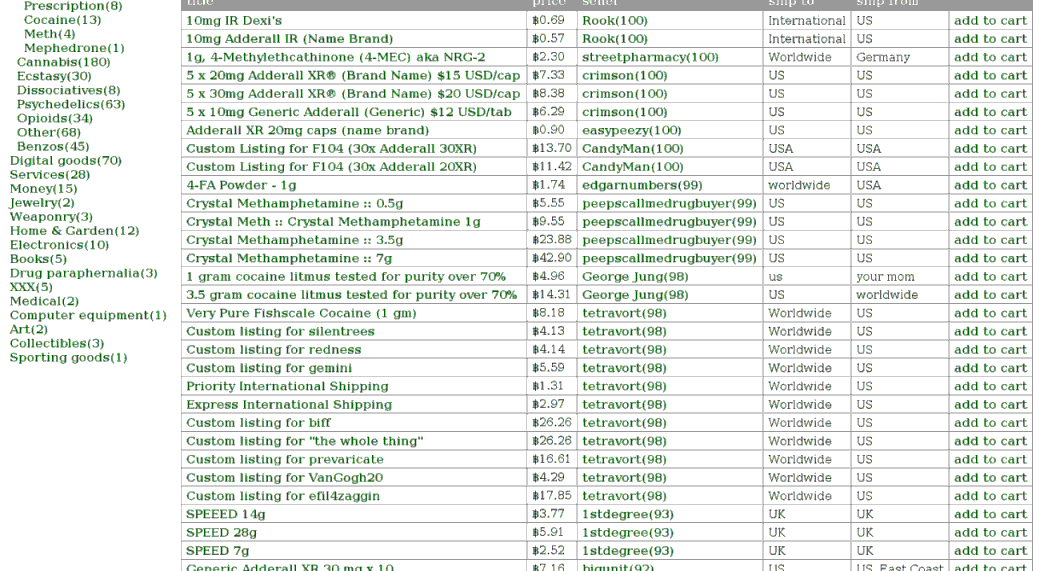 Prescription(8)
Cocaine(13)
Meth(4)
Mephedrone(1)
Cannabis(180)
Ecstasy(30)
Dissociatives(8)
Psychedelics(63)
Opioids(34)
Other(68)
Benzos(45)
Digital goods(70)
Services(28)
Money(15)
Jewelry(2)
Weaponry(3)
Home & Garden(12)
Electronics(10)
Books(5)
Drug paraphernalia(3)
XXX(5)
Medical(2)
Computer equipment(1)
Art(2)
Collectibles(3)
Sporting goods(1)
title price seller ship to ship from
10mg IR Dexi's ฿0.69 Rook(100) International US add to cart
10mg Adderall IR (Name Brand) ฿0.57 Rook(100) International US add to cart
1g, 4-Methylethcathinone (4-MEC) aka NRG-2 ฿2.30 streetpharmacy(100) Worldwide Germany add to cart
5 x 20mg Adderall XR® (Brand Name) $15 USD/cap ฿7.33 crimson(100) US US add to cart
5 x 30mg Adderall XR® (Brand Name) $20 USD/cap ฿8.38 crimson(100) US US add to cart
5 x 10mg Generic Adderall (Generic) $12 USD/tab ฿6.29 crimson(100) US US add to cart
Adderall XR 20mg caps (name brand) ฿0.90 easypeezy(100) US US add to cart
Custom Listing for F104 (30x Adderall 30XR) ฿13.70 CandyMan(100) USA USA add to cart
Custom Listing for F104 (30x Adderall 20XR) ฿11.42 CandyMan(100) USA USA add to cart
4-FA Powder - 1g ฿1.74 edgarnumbers(99) worldwide USA add to cart
Crystal Methamphetamine :: 0.5g ฿5.55 peepscallmedrugbuyer(99) US US add to cart
Crystal Meth :: Crystal Methamphetamine 1g ฿9.55 peepscallmedrugbuyer(99) US US add to cart
Crystal Methamphetamine :: 3.5g ฿23.88 peepscallmedrugbuyer(99) US US add to cart
Crystal Methamphetamine :: 7g ฿42.90 peepscallmedrugbuyer(99) US US add to cart
1 gram cocaine litmus tested for purity over 70% ฿4.96 George Jung(98) us your mom add to cart
3.5 gram cocaine litmus tested for purity over 70% ฿14.31 George Jung(98) US worldwide add to cart
Very Pure Fishscale Cocaine (1 gm) ฿8.18 tetravort(98) Worldwide US add to cart
Custom listing for silentrees ฿4.13 tetravort(98) Worldwide US add to cart
Custom listing for redness ฿4.14 tetravort(98) Worldwide US add to cart
Custom listing for gemini ฿5.59 tetravort(98) Worldwide US add to cart
Priority International Shipping ฿1.31 tetravort(98) Worldwide US add to cart
Express International Shipping ฿2.97 tetravort(98) Worldwide US add to cart
Custom listing for biff ฿26.26 tetravort(98) Worldwide US add to cart
Custom listing for "the whole thing" ฿26.26 tetravort(98) Worldwide US add to cart
Custom listing for prevaricate ฿16.61 tetravort(98) Worldwide US add to cart
Custom listing for VanGogh20 ฿4.29 tetravort(98) Worldwide US add to cart
Custom listing for efil4zaggin ฿17.85 tetravort(98) Worldwide US add to cart
SPEEED 14g ฿3.77 1stdegree(93) UK UK add to cart
SPEED 28g ฿5.91 1stdegree(93) UK UK add to cart
SPEED 7g ฿2.52 1stdegree(93) UK UK add to cart
Generic Adderall XR 30 mg x 10 ฿7.16 bigunit(92) US US, East Coast add to cart